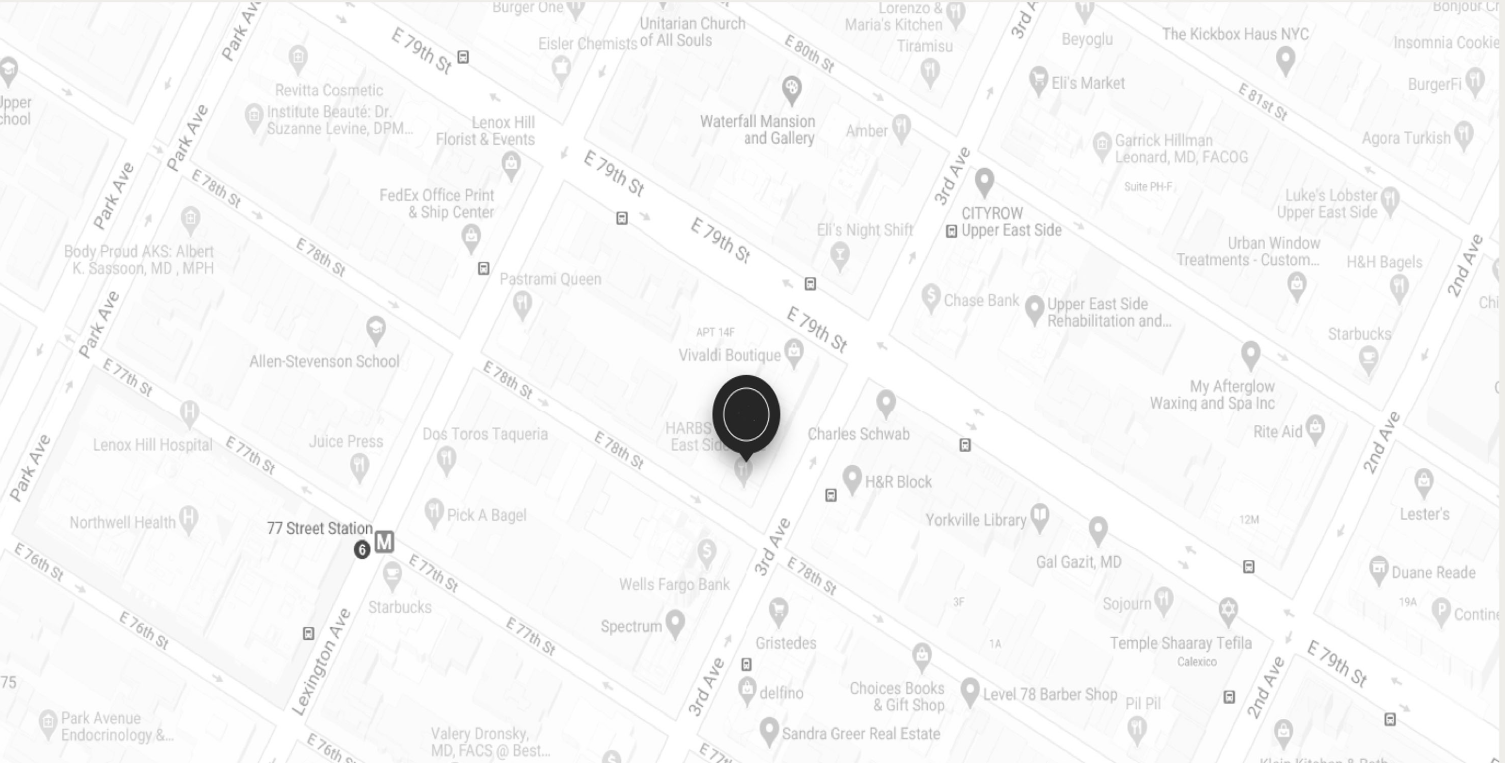 Burger One
Lorenzo &
Maria's Kitchen
3rd A
Bonjour Cr
Park Av
E 79th St
Unitarian Church
of All Souls
Eisler Chemists
E 80th St
Tiramisu
Beyoglu
The Kickbox Haus NYC
Insomnia Cookie
Revitta Cosmetic
Eli's Market
BurgerFi
E 81st St
Upper
chool
Institute Beauté: Dr.
Suzanne Levine, DPM...
Lenox Hill
Florist & Events
Waterfall Mansion
and Gallery
Amber
Agora Turkish
Garrick Hillman
Leonard, MD, FACOG
Park Ave
Park Ave
E 78th St
E 79th St
3rd Ave
Suite PH-F
FedEx Office Print
& Ship Center
Luke's Lobster
Upper East Side
CITYROW
Upper East Side
E 79th St
Eli's Night Shift
Body Proud AKS: Albert
K. Sassoon, MD , MPH
E 78th St
Urban Window
Treatments - Custom...
H&H Bagels
2nd Ave
Pastrami Queen
Chase Bank
Upper East Side
Rehabilitation and...
Chi
Park Ave
E 79th St
APT 14F
Starbucks
Allen-Stevenson School
Vivaldi Boutique
E 77th St
E 78th St
My Afterglow
Waxing and Spa Inc
HARBS
East Side
Charles Schwab
Rite Aid
2nd Ave
Lenox Hill Hospital
Juice Press
Dos Toros Taqueria
E 77th St
E 78th St
Park Ave
H&R Block
Northwell Health
77 Street Station
6
M
Pick A Bagel
Yorkville Library
12M
Lester's
3rd Ave
E 76th St
E 77th St
Wells Fargo Bank
E 78th St
Gal Gazit, MD
Duane Reade
Starbucks
3F
Sojourn
19A
Contine
E 76th St
Spectrum
E 77th St
Gristedes
1A
Temple Shaaray Tefila
Calexico
E 79th St
75
Lexington Ave
3rd Ave
delfino
Choices Books
& Gift Shop
Level 78 Barber Shop
Pil Pil
2nd Ave
Park Avenue
Endocrinology &...
E 76th St
Valery Dronsky,
MD, FACS @ Best...
Sandra Greer Real Estate
E 77th